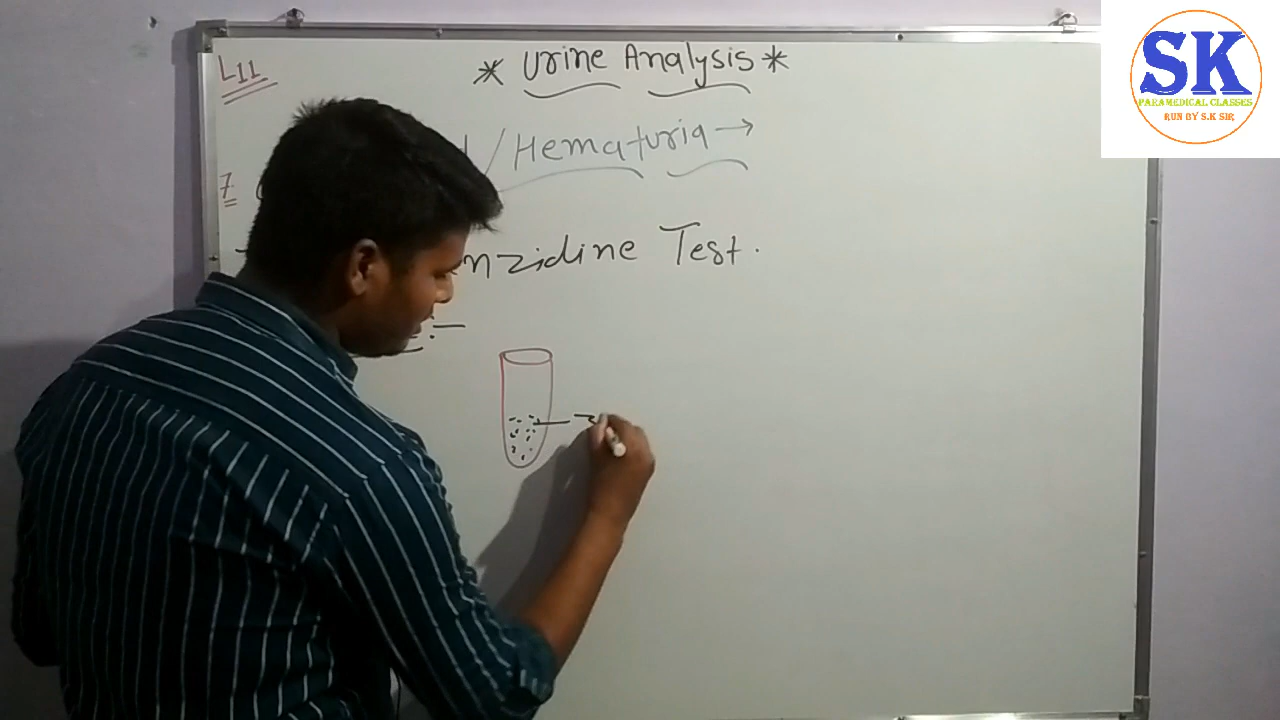 L11
* Urine Analysis *
/Hematuria →
7
nzidine Test.
:-
SK
PARAMEDICAL CLASSES
RUN BY S.K SIR